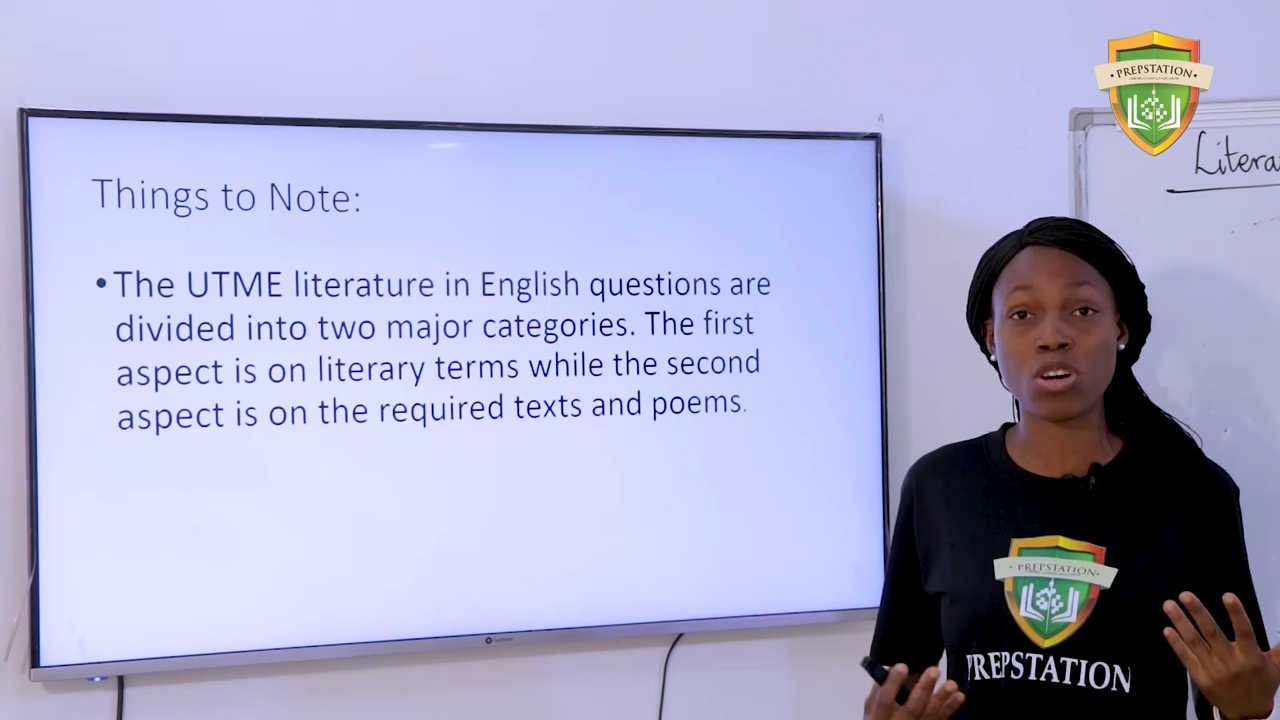 PREPSTATION
Litera
Things to Note:
•The UTME literature in English questions are
divided into two major categories. The first
aspect is on literary terms while the second
aspect is on the required texts and poems.
PREPSTATION
PREPSTATION